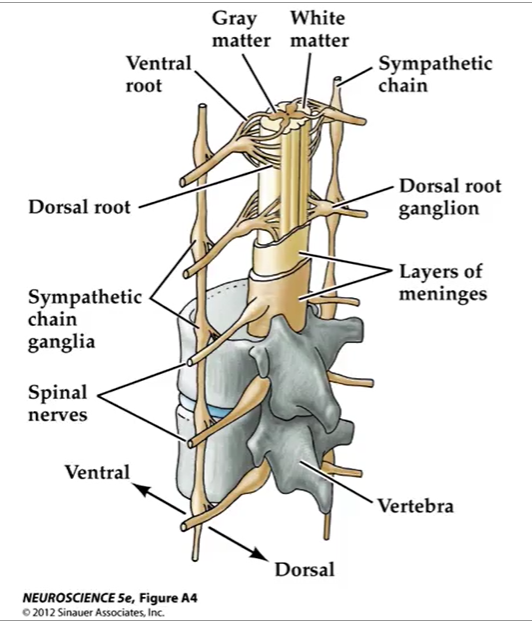 Gray
matter
White
matter
Ventral
root
Sympathetic
chain
Dorsal root
Dorsal root
ganglion
Layers of
meninges
Sympathetic
chain
ganglia
Spinal
nerves
Ventral
Vertebra
Dorsal
NEUROSCIENCE 5e, Figure A4
© 2012 Sinauer Associates, Inc.